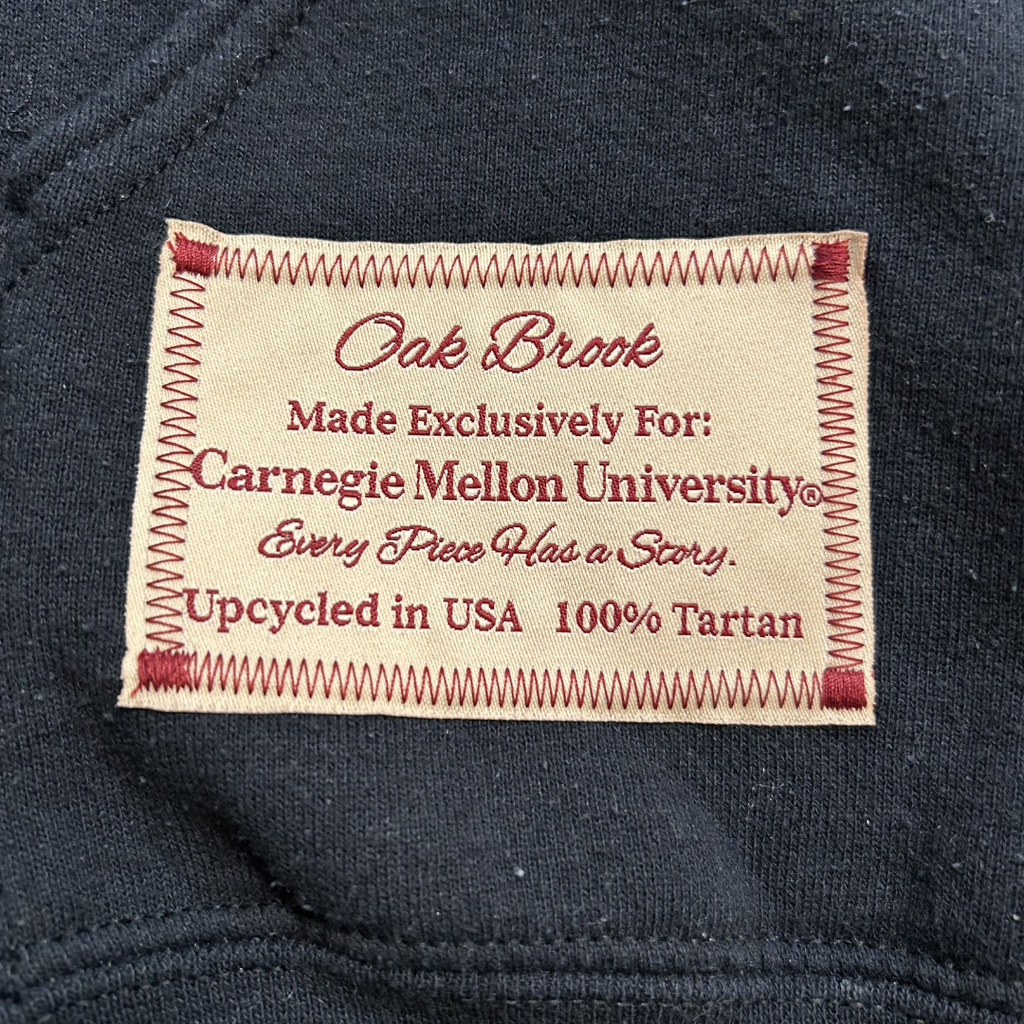 Oak Brook
Made Exclusively For:
Carnegie Mellon University®
Every Piece Has a Story.
Upcycled in USA 100% Tartan